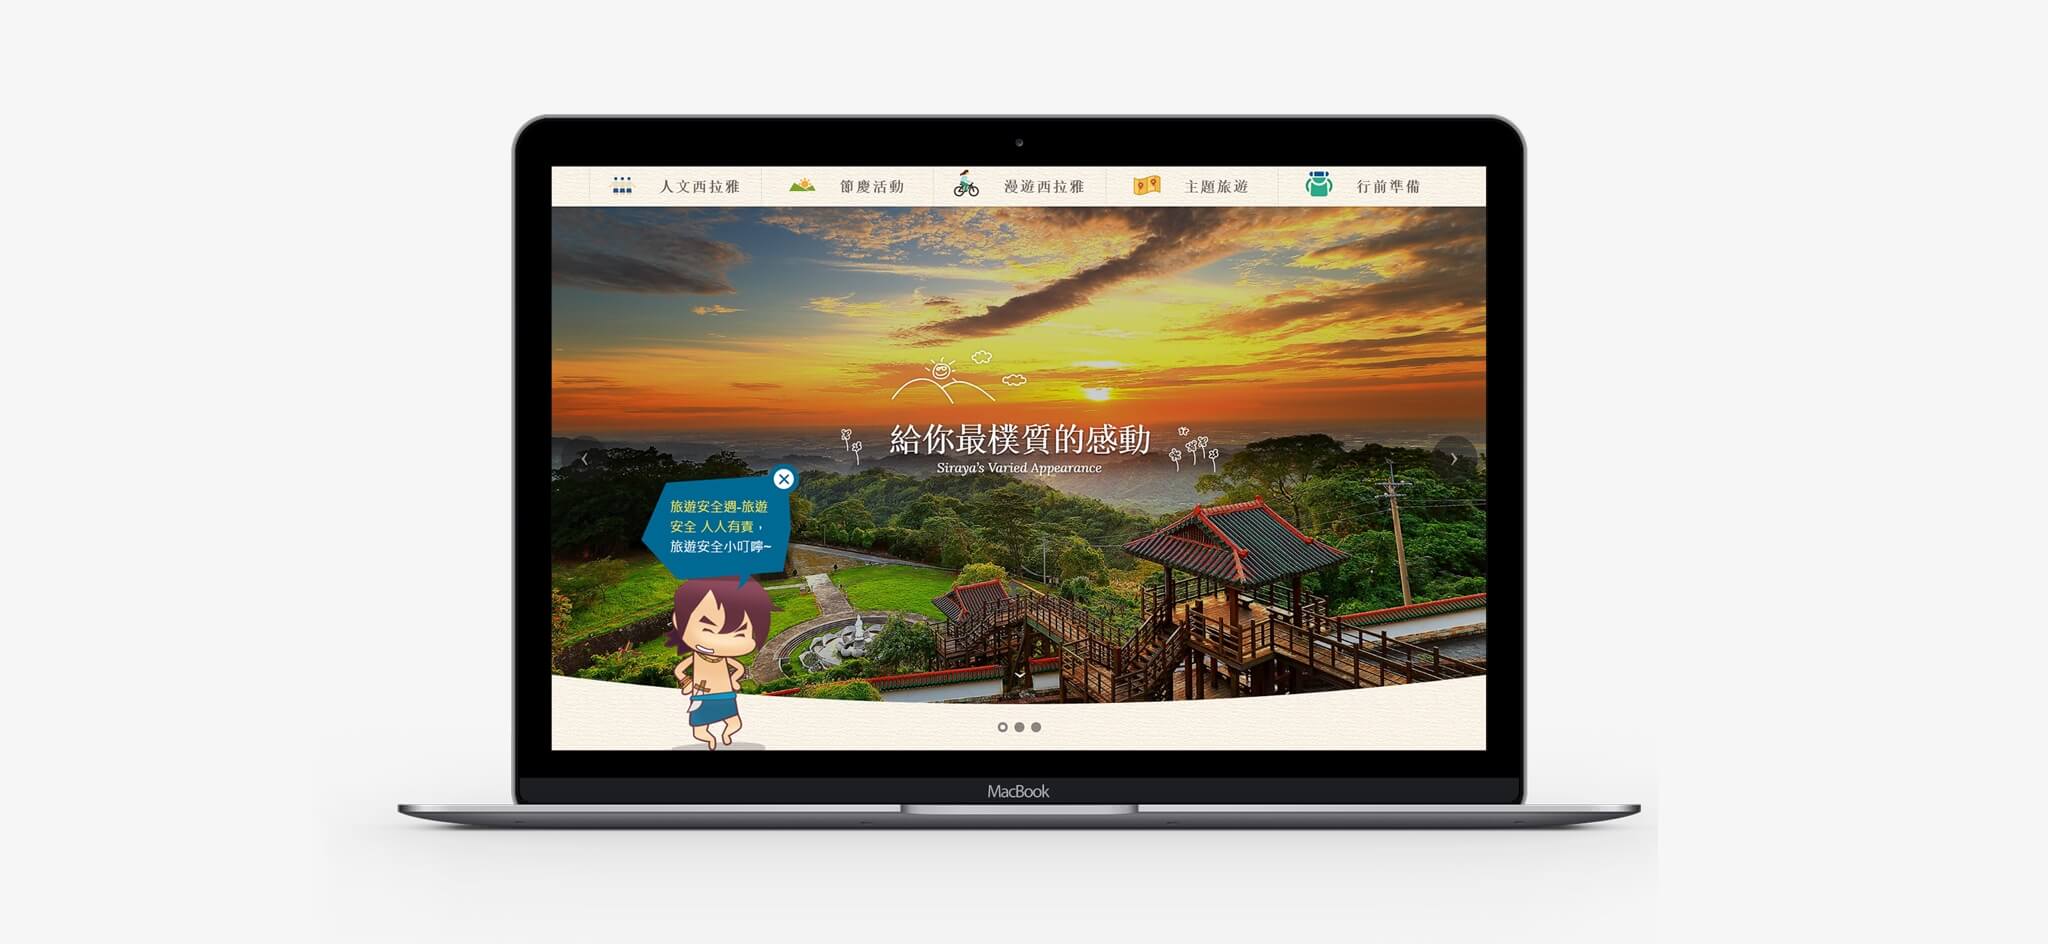 人文西拉雅
節慶活動
漫遊西拉雅
主題旅遊
行前準備
給你最樸質的感動
Siraya's Varied Appearance
旅遊安全週-旅遊
安全 人人有責，
旅遊安全小叮嚀~
MacBook